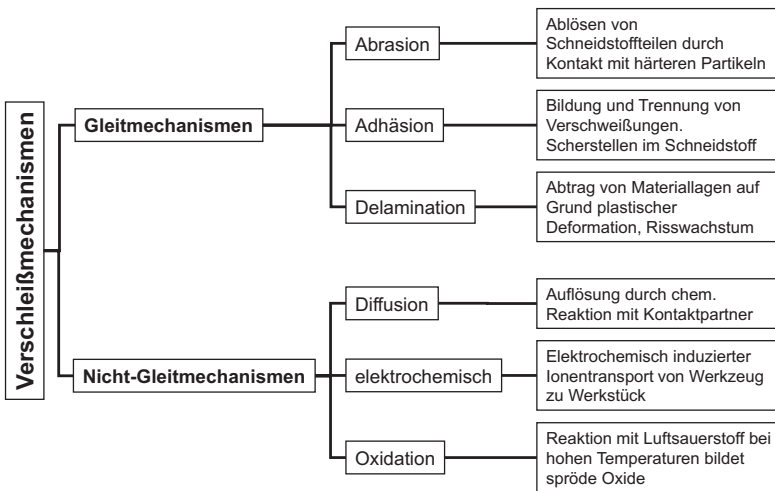 Verschleißmechanismen
Gleitmechanismen
Abrasion
Ablösen von
Schneidstoffteilen durch
Kontakt mit härteren Partikeln
Adhäsion
Bildung und Trennung von
Verschweißungen.
Scherstellen im Schneidstoff
Delamination
Abtrag von Materiallagen auf
Grund plastischer
Deformation, Risswachstum
Nicht-Gleitmechanismen
Diffusion
Auflösung durch chem.
Reaktion mit Kontaktpartner
elektrochemisch
Elektrochemisch induzierter
Ionentransport von Werkzeug
zu Werkstück
Oxidation
Reaktion mit Luftsauerstoff bei
hohen Temperaturen bildet
spröde Oxide